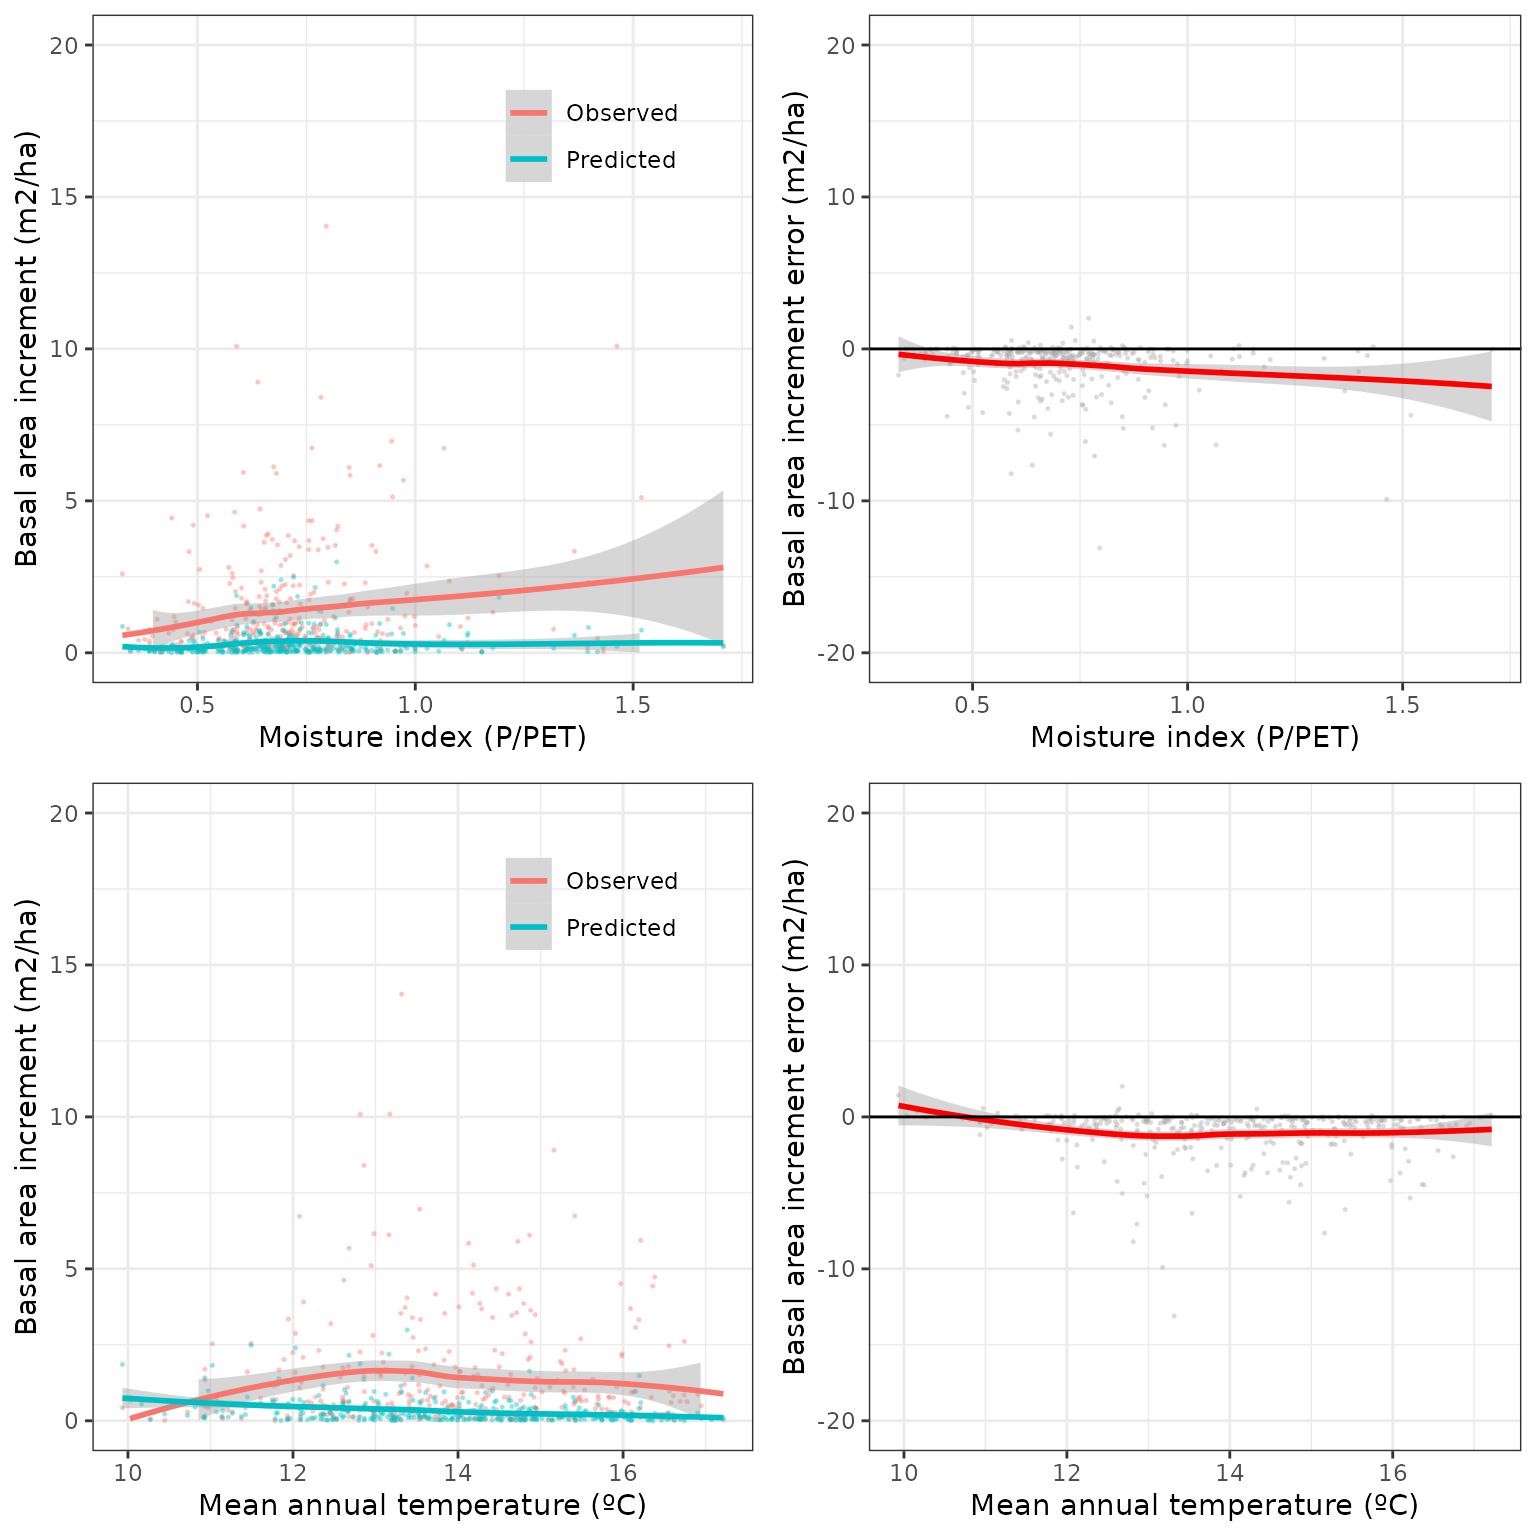 Basal area increment (m2/ha)
20
15
10
5
0
Observed
Predicted
0.5 1.0 1.5
Moisture index (P/PET)
Basal area increment error (m2/ha)
20
10
0
-10
-20
0.5 1.0 1.5
Moisture index (P/PET)
Basal area increment (m2/ha)
20
15
10
5
0
Observed
Predicted
10 12 14 16
Mean annual temperature (ºC)
Basal area increment error (m2/ha)
20
10
0
-10
-20
10 12 14 16
Mean annual temperature (ºC)